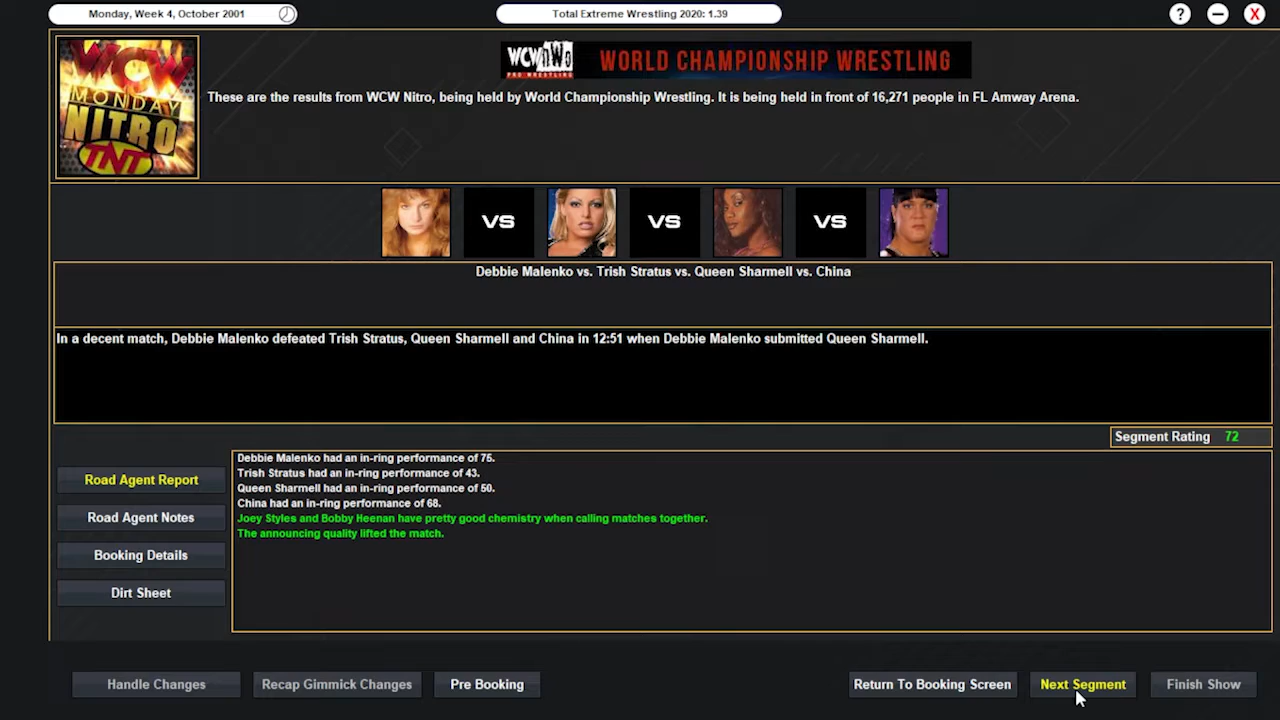 Monday, Week 4, October 2001
Total Extreme Wrestling 2020: 1.39
? X
WCW
MONDAY
NITRO
TNT
WCW nWo
PRO WRESTLING
WORLD CHAMPIONSHIP WRESTLING
These are the results from WCW Nitro, being held by World Championship Wrestling. It is being held in front of 16,271 people in FL Amway Arena.
VS VS VS
Debbie Malenko vs. Trish Stratus vs. Queen Sharmell vs. China
In a decent match, Debbie Malenko defeated Trish Stratus, Queen Sharmell and China in 12:51 when Debbie Malenko submitted Queen Sharmell.
Segment Rating 72
Road Agent Report
Road Agent Notes
Booking Details
Dirt Sheet
Debbie Malenko had an in-ring performance of 75.
Trish Stratus had an in-ring performance of 43.
Queen Sharmell had an in-ring performance of 50.
China had an in-ring performance of 68.
Joey Styles and Bobby Heenan have pretty good chemistry when calling matches together.
The announcing quality lifted the match.
Handle Changes
Recap Gimmick Changes
Pre Booking
Return To Booking Screen
Next Segment
Finish Show